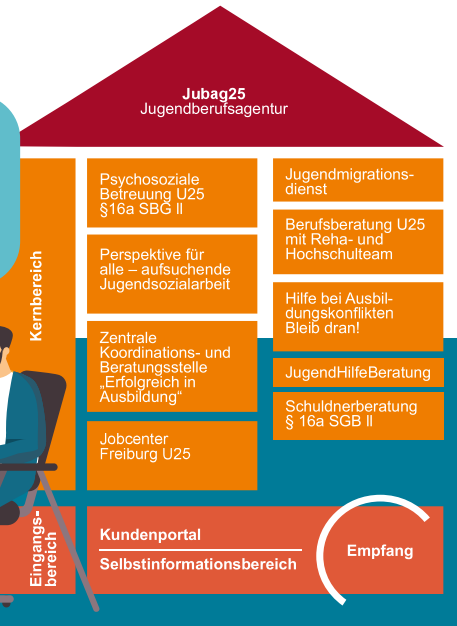 Jubag25
Jugendberufsagentur
Kernbereich
Psychosoziale
Betreuung U25
§16a SBG II
Perspektive für
alle – aufsuchende
Jugendsozialarbeit
Zentrale
Koordinations- und
Beratungsstelle
„Erfolgreich in
Ausbildung“
Jobcenter
Freiburg U25
Jugendmigrations-
dienst
Berufsberatung U25
mit Reha- und
Hochschulteam
Hilfe bei Ausbil-
dungskonflikten
Bleib dran!
JugendHilfeBeratung
Schuldnerberatung
§ 16a SGB II
Eingangs-
bereich
Kundenportal
Selbstinformationsbereich
Empfang